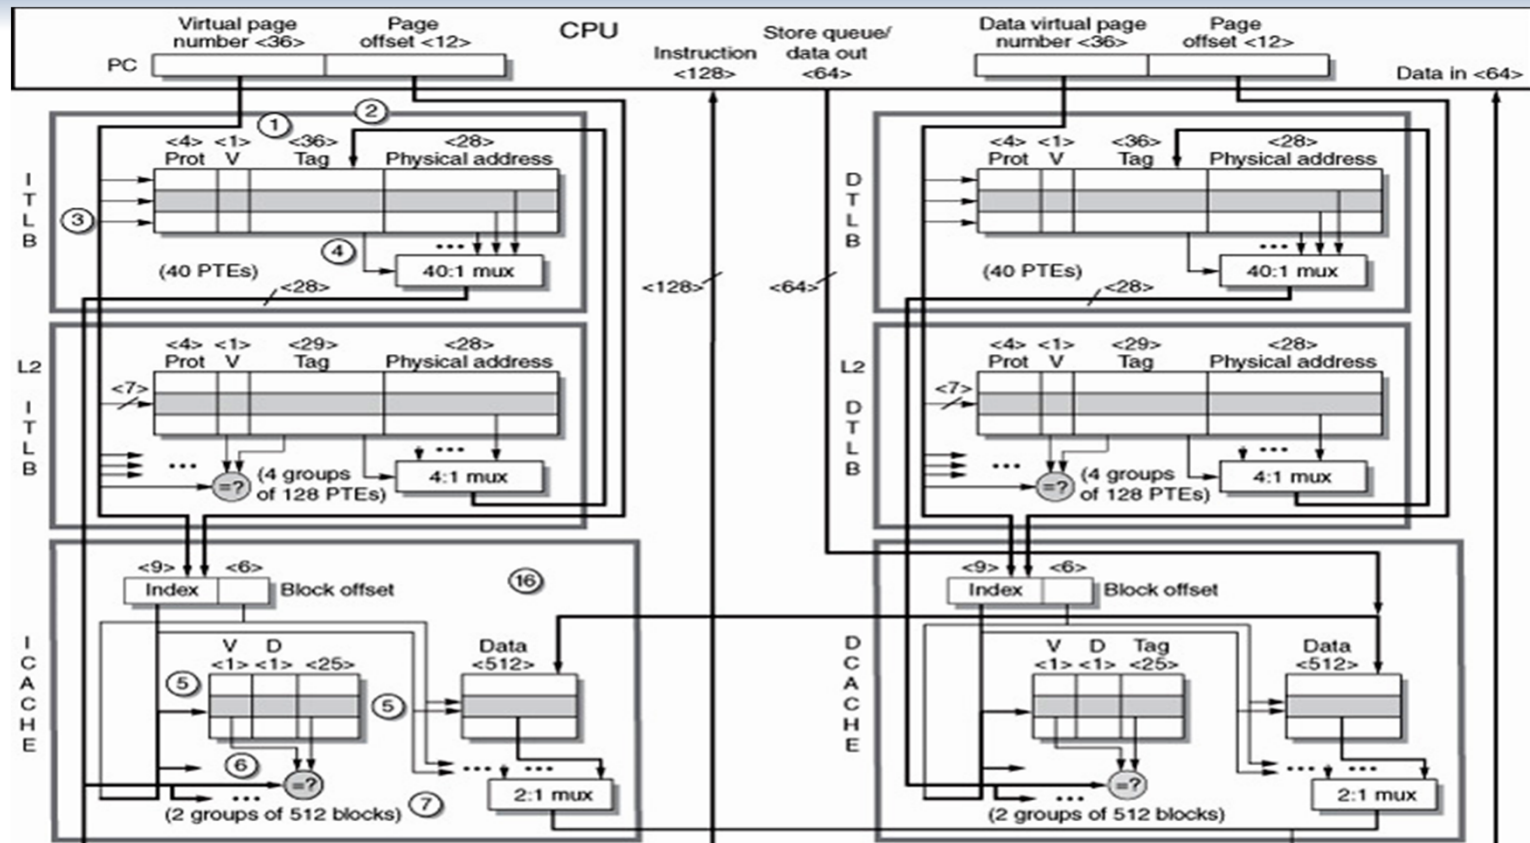 Virtual page
number <36>
Page
offset <12>
CPU
Instruction
<128>
Store queue/
data out
<64>
Data virtual page
number <36>
Page
offset <12>
Data in <64>
PC
1
2
<4> <1> <36> <28>
Prot V Tag Physical address
I
T
L
B
3
4
...
40:1 mux
(40 PTEs)
<28>
<128>
<64>
<4> <1> <36> <28>
Prot V Tag Physical address
D
T
L
B
...
40:1 mux
(40 PTEs)
<28>
L2
I
T
L
B
<4> <1> <29> <28>
Prot V Tag Physical address
<7>
...
...
=?
(4 groups
of 128 PTEs)
4:1 mux
L2
D
T
L
B
<4> <1> <29> <28>
Prot V Tag Physical address
<7>
...
...
=?
(4 groups
of 128 PTEs)
4:1 mux
<9> <6>
Index
Block offset
16
I
C
A
C
H
E
V D
<1> <1> <25>
Data
<512>
5
5
6
=?
7
...
.... ...
2:1 mux
(2 groups of 512 blocks)
<9> <6>
Index
Block offset
D
C
A
C
H
E
V D Tag
<1> <1> <25>
Data
<512>
=?
...
.... ...
2:1 mux
(2 groups of 512 blocks)